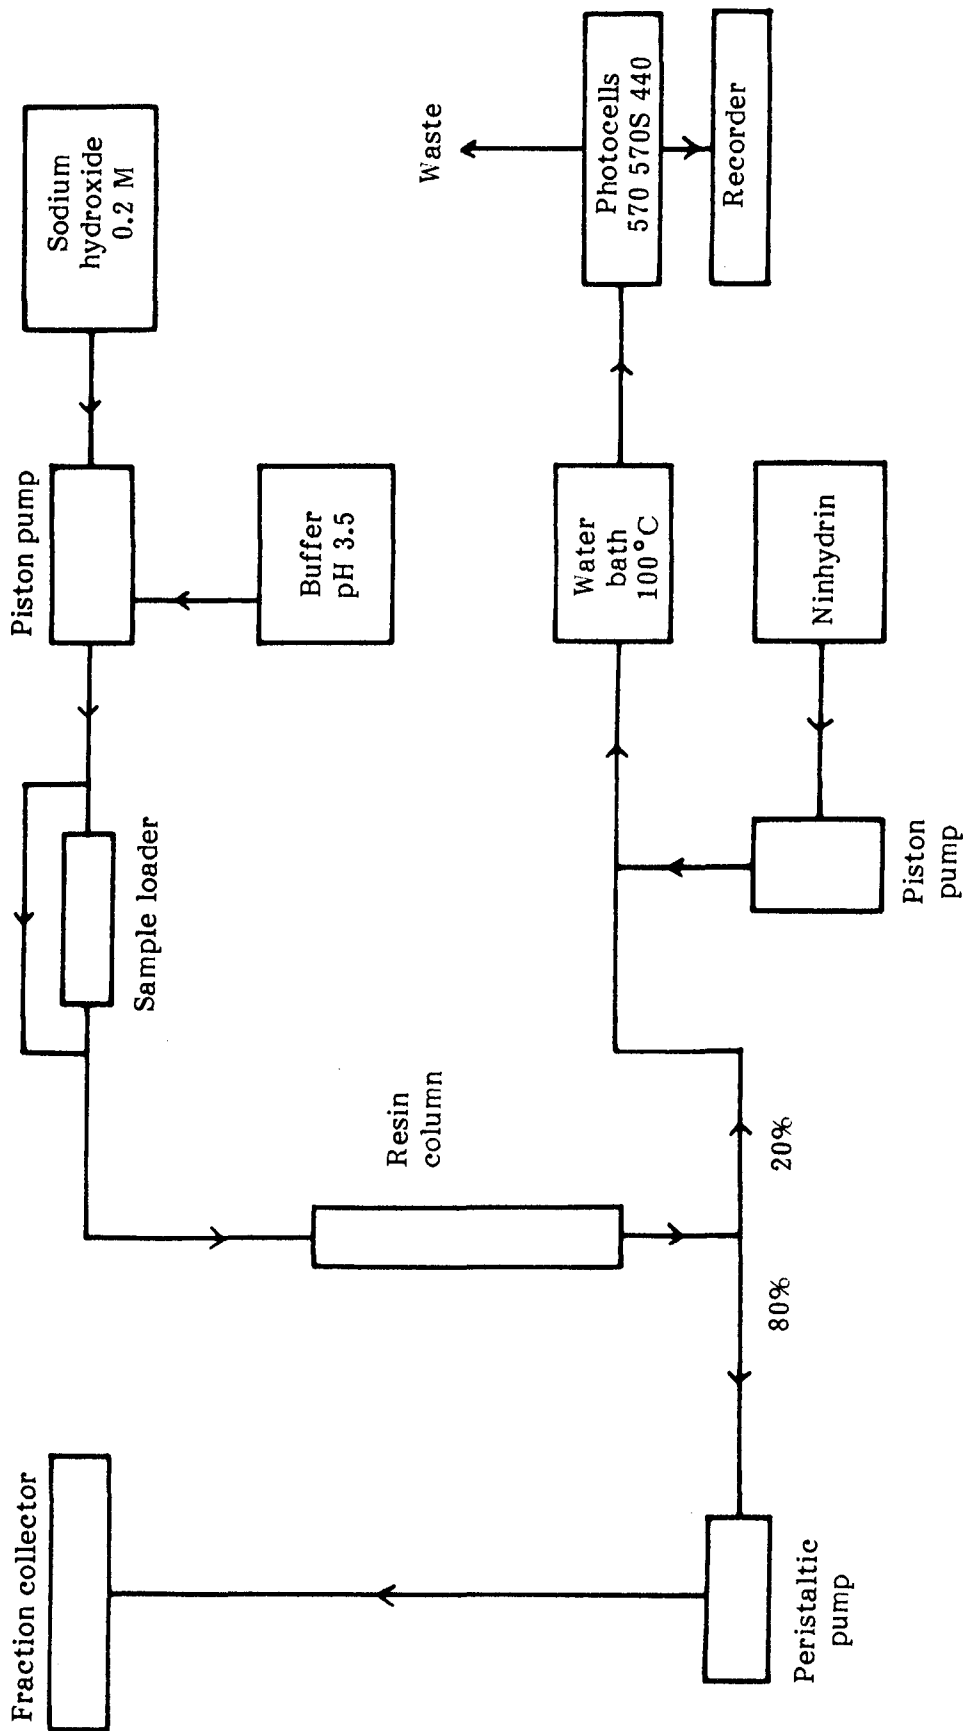 Fraction collector
Peristaltic
pump
80%
20%
Resin
column
Sample loader
Piston pump
Sodium
hydroxide
0.2 M
Buffer
pH 3.5
Water
bath
100°C
Ninhydrin
Piston
pump
Waste
Photocells
570 570S 440
Recorder